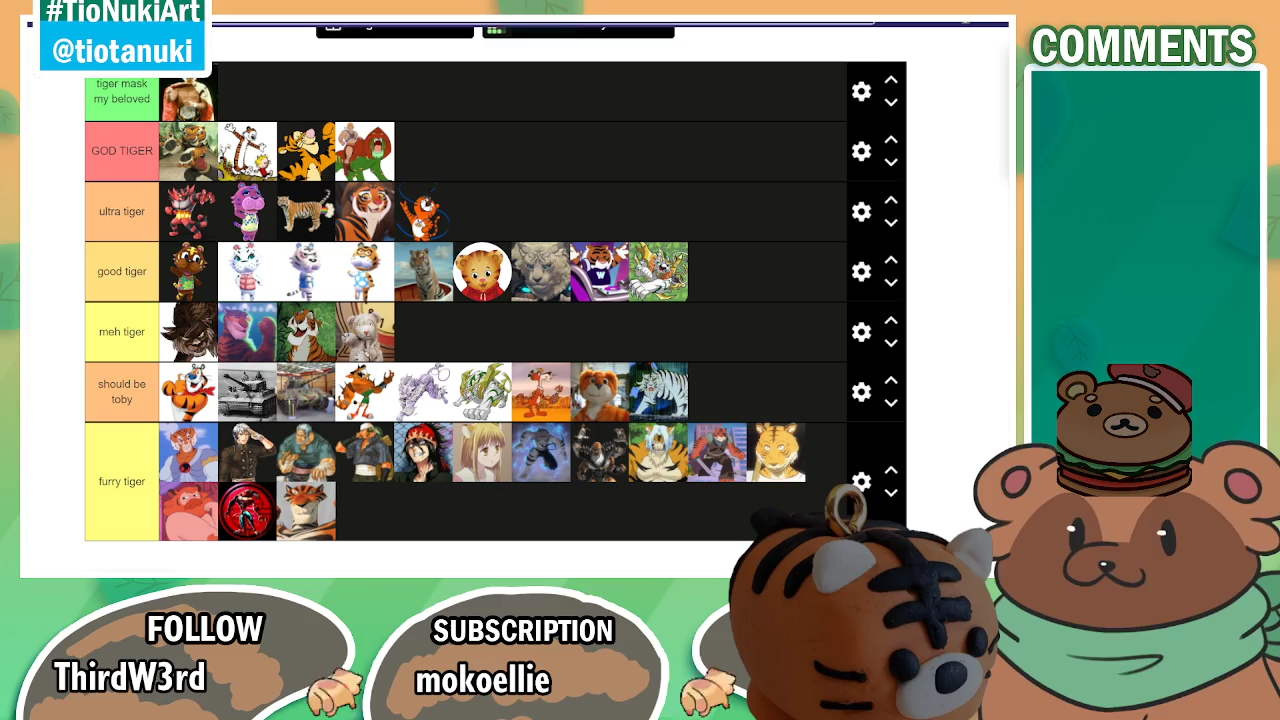 #TioNukiArt
@tiotanuki
COMMENTS
tiger mask
my beloved
GOD TIGER
ultra tiger
good tiger
W
meh tiger
should be
toby
furry tiger
FOLLOW
ThirdW3rd
SUBSCRIPTION
mokoellie